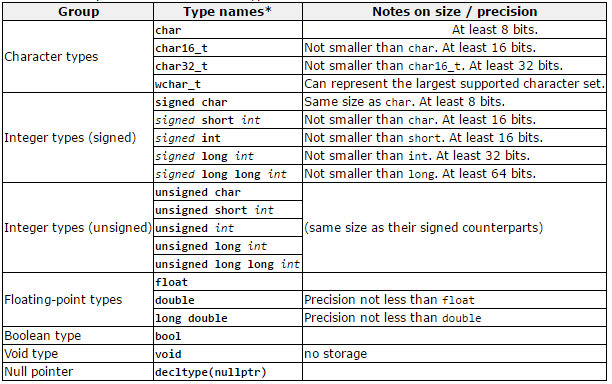 Group Type names* Notes on size / precision
Character types
char At least 8 bits.
char16_t Not smaller than char. At least 16 bits.
char32_t Not smaller than char16_t. At least 32 bits.
wchar_t Can represent the largest supported character set.
Integer types (signed)
signed char Same size as char. At least 8 bits.
signed short int Not smaller than char. At least 16 bits.
signed int Not smaller than short. At least 16 bits.
signed long int Not smaller than int. At least 32 bits.
signed long long int Not smaller than long. At least 64 bits.
Integer types (unsigned)
unsigned char
unsigned short int
unsigned int (same size as their signed counterparts)
unsigned long int
unsigned long long int
Floating-point types
float
double Precision not less than float
long double Precision not less than double
Boolean type bool
Void type void no storage
Null pointer decltype(nullptr)